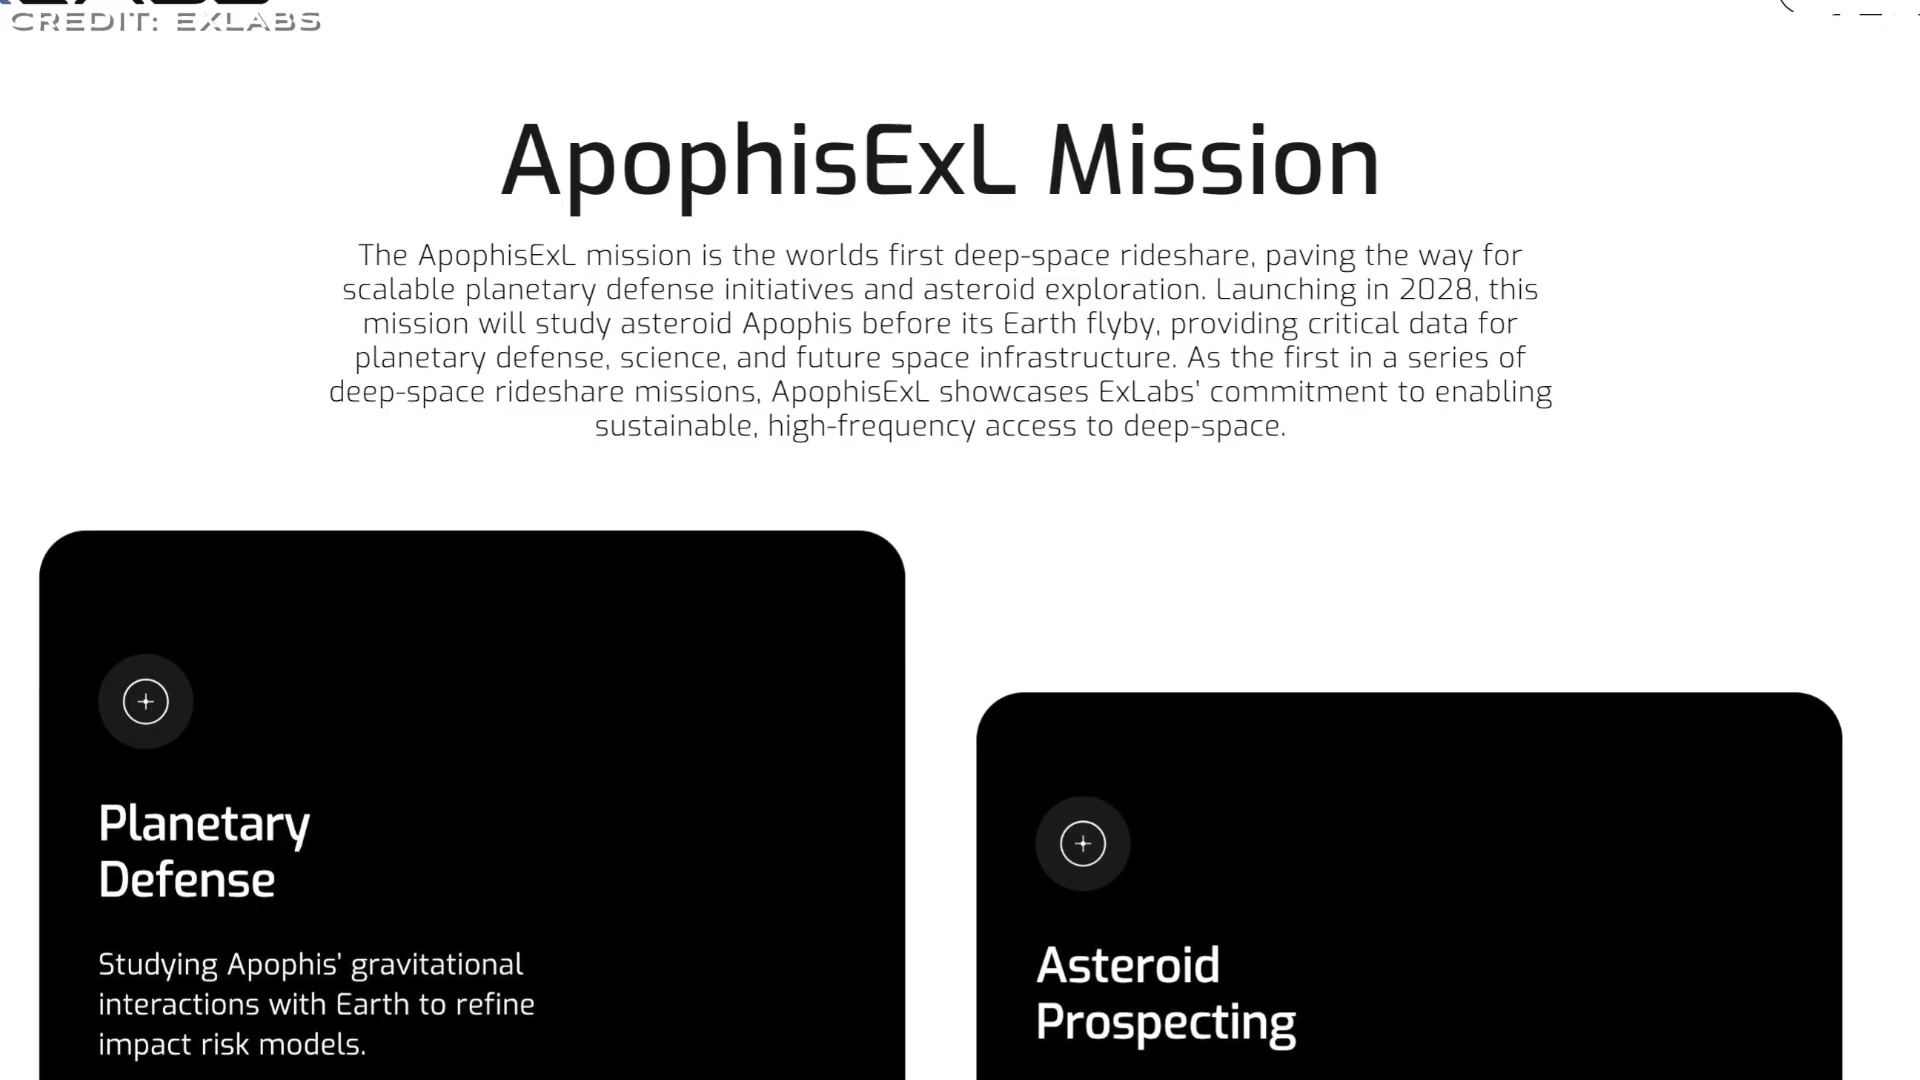 CREDIT: EXLABS
ApophisExL Mission
The ApophisExL mission is the worlds first deep-space rideshare, paving the way for
scalable planetary defense initiatives and asteroid exploration. Launching in 2028, this
mission will study asteroid Apophis before its Earth flyby, providing critical data for
planetary defense, science, and future space infrastructure. As the first in a series of
deep-space rideshare missions, ApophisExL showcases ExLabs' commitment to enabling
sustainable, high-frequency access to deep-space.
Planetary
Defense
Studying Apophis' gravitational
interactions with Earth to refine
impact risk models.
Asteroid
Prospecting